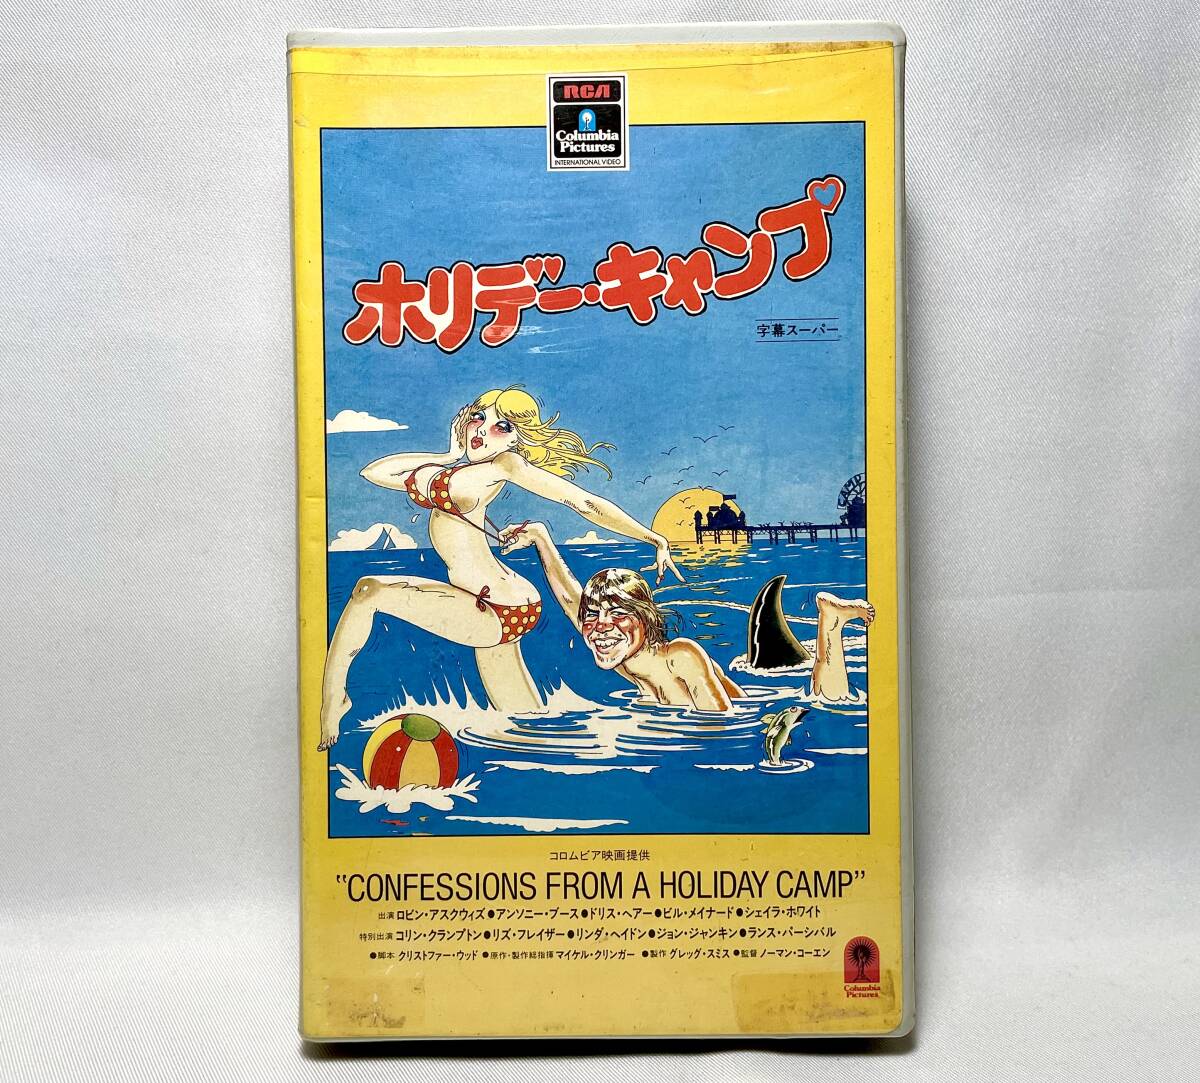 RCA
Columbia
Pictures
INTERNATIONAL VIDEO
ホリデー・キャンプ
字幕スーパー
CAMP
コロムビア映画提供
"CONFESSIONS FROM A HOLIDAY CAMP"
出演 ロビン・アスクウィズ●アンソニー・ブース●ドリス・ヘアー●ビル・メイナード●シェイラ・ホワイト
特別出演 コリン・クランプトン●リズ・フレイザー●リンダ・ヘイドン●ジョン・ジャンキン●ランス・パーシバル
●脚本 クリストファー・ウッド ●原作・製作総指揮 マイケル・クリンガー ●製作 グレッグ・スミス ●監督 ノーマン・コーエン
Columbia
Pictures